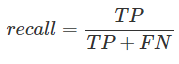 recall = TP / TP + FN